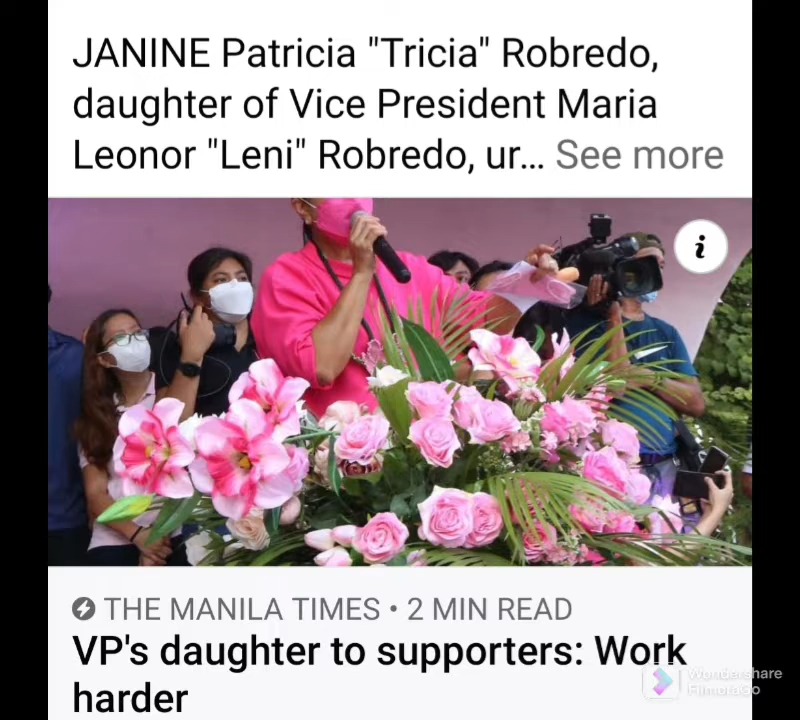 JANINE Patricia "Tricia" Robredo,
daughter of Vice President Maria
Leonor "Leni" Robredo, ur... See more
i
THE MANILA TIMES • 2 MIN READ
VP's daughter to supporters: Work
harder
Wondershare
Filmorago